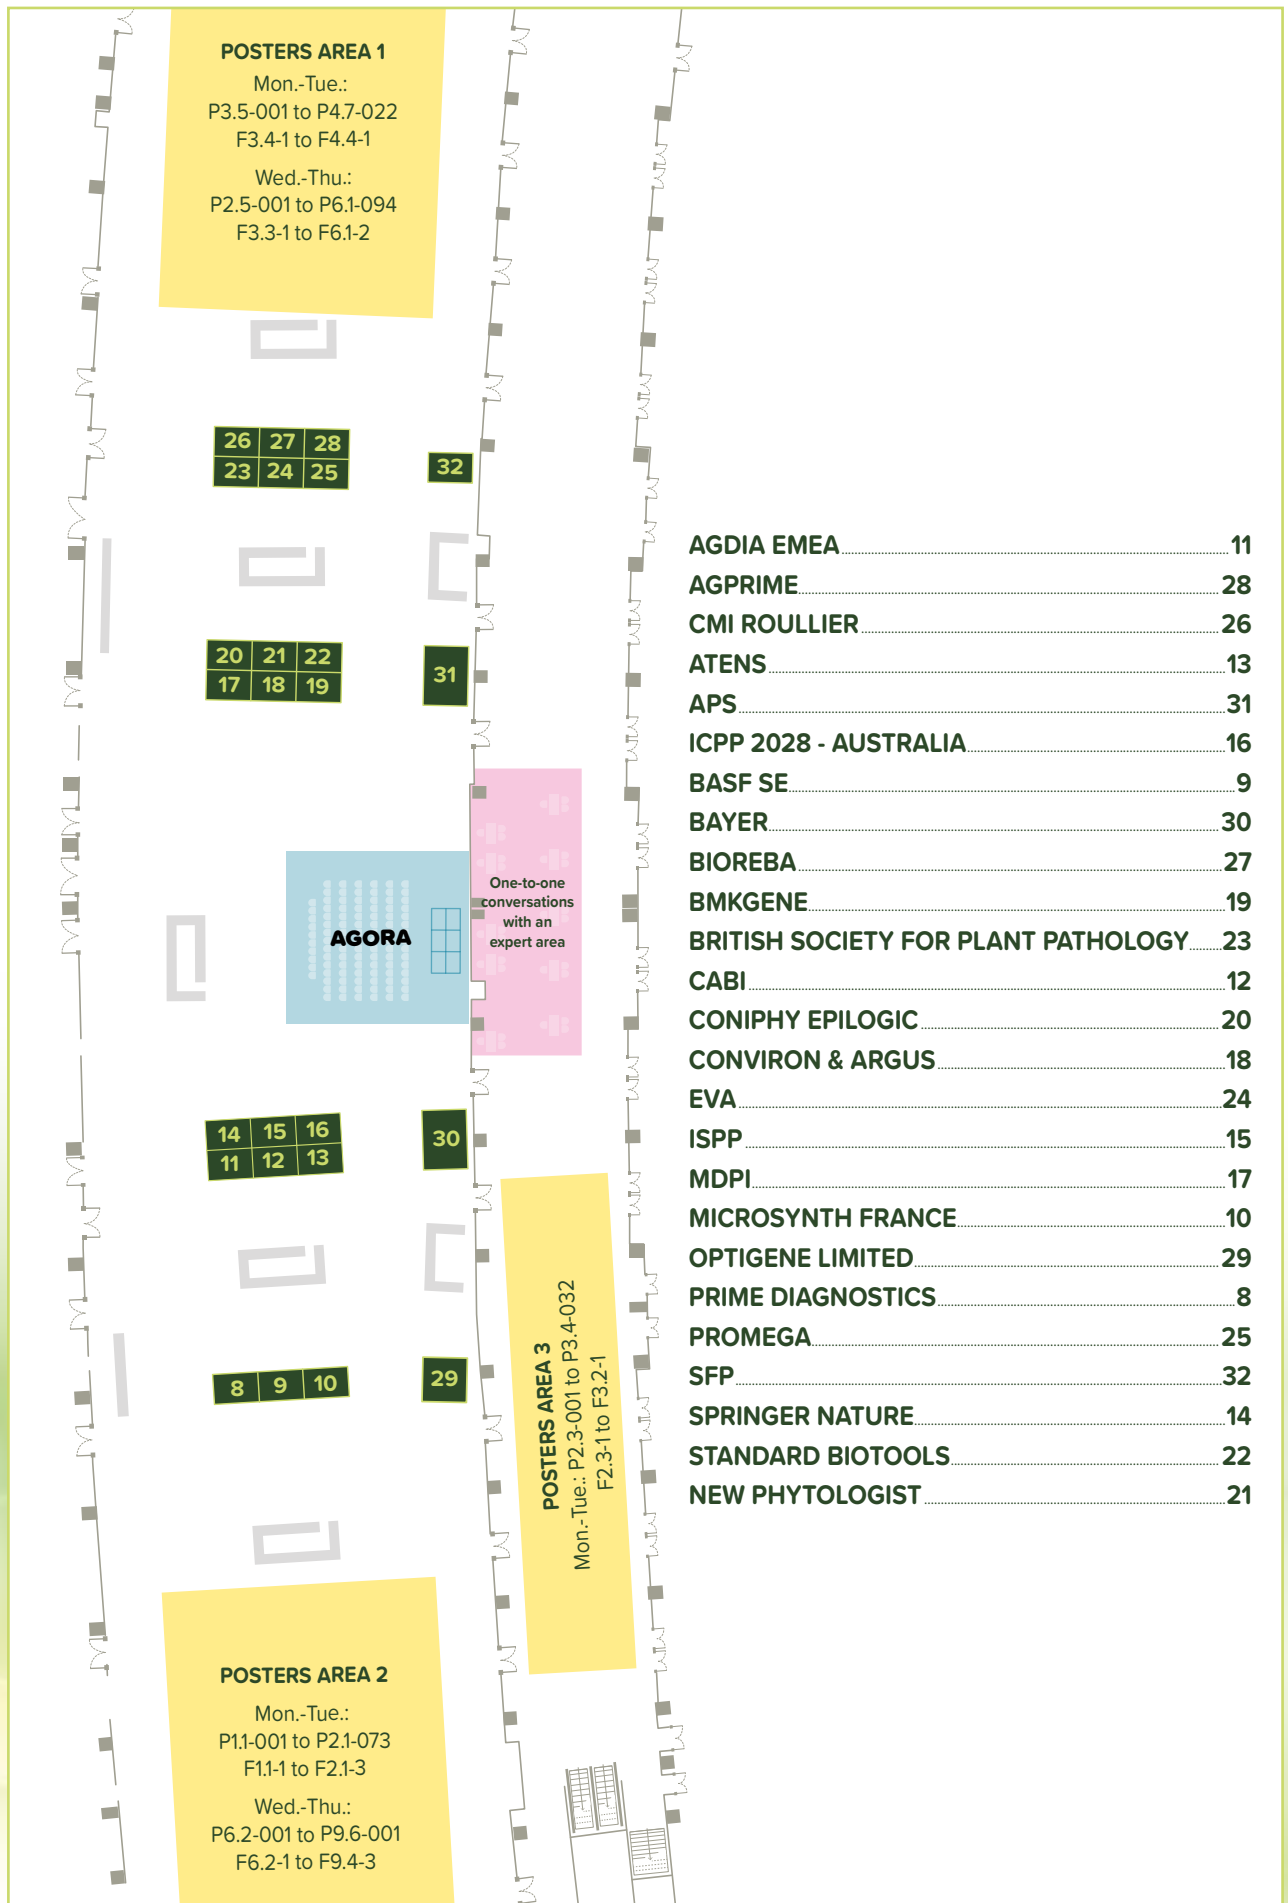 POSTERS AREA 1
Mon.-Tue.:
P3.5-001 to P4.7-022
F3.4-1 to F4.4-1
Wed.-Thu.:
P2.5-001 to P6.1-094
F3.3-1 to F6.1-2
26 27 28
23 24 25
32
20 21 22
17 18 19
31
AGORA
One-to-one
conversations
with an
expert area
14 15 16
11 12 13
30
8 9 10
29
POSTERS AREA 3
Mon.-Tue.: P2.3-001 to P3.4-032
F2.3-1 to F3.2-1
POSTERS AREA 2
Mon.-Tue.:
P1.1-001 to P2.1-073
F1.1-1 to F2.1-3
Wed.-Thu.:
P6.2-001 to P9.6-001
F6.2-1 to F9.4-3
AGDIA EMEA 11
AGPRIME 28
CMI ROULLIER 26
ATENS 13
APS 31
ICPP 2028 - AUSTRALIA 16
BASF SE 9
BAYER 30
BIOREBA 27
BMKGENE 19
BRITISH SOCIETY FOR PLANT PATHOLOGY 23
CABI 12
CONIPHY EPILOGIC 20
CONVIRON & ARGUS 18
EVA 24
ISPP 15
MDPI 17
MICROSYNTH FRANCE 10
OPTIGENE LIMITED 29
PRIME DIAGNOSTICS 8
PROMEGA 25
SFP 32
SPRINGER NATURE 14
STANDARD BIOTOOLS 22
NEW PHYTOLOGIST 21